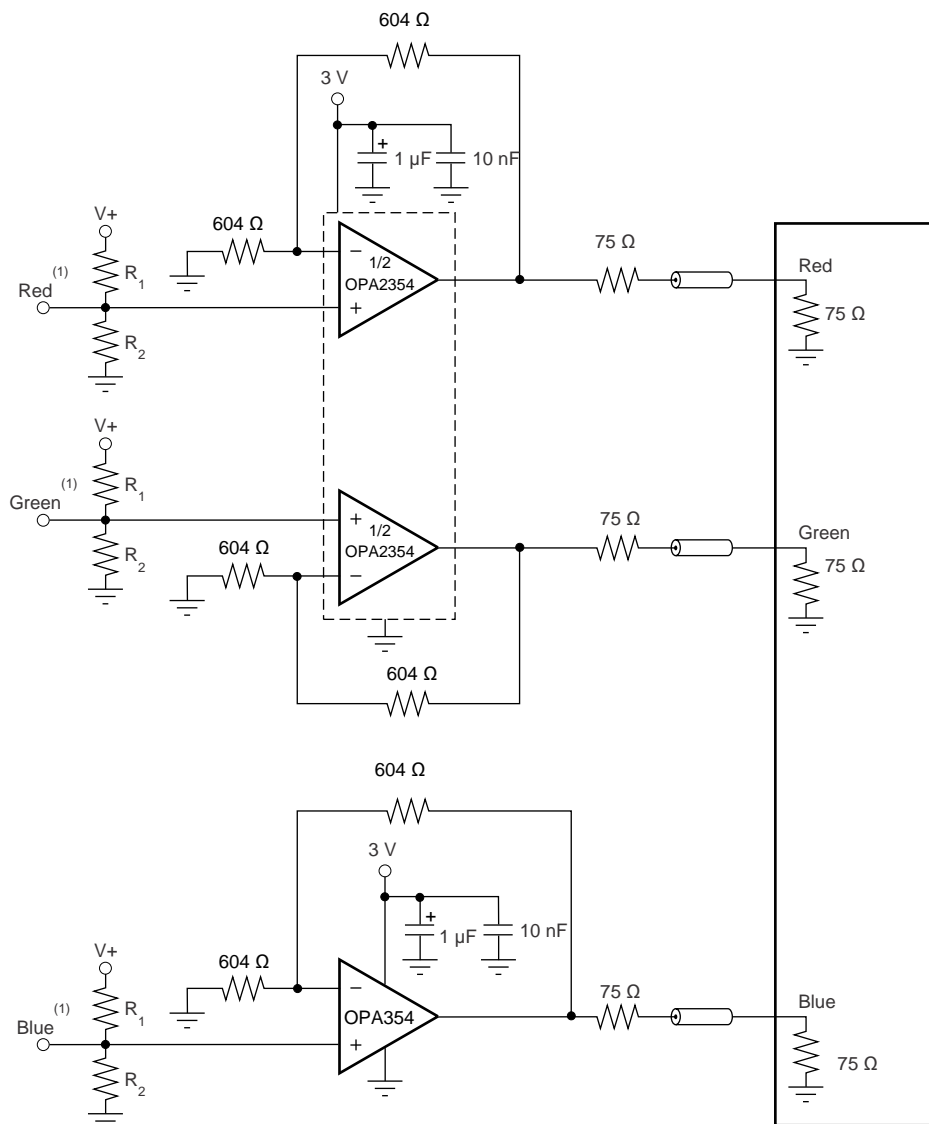 604 Ω
3 V
+
1 µF
10 nF
604 Ω
V+
R1
Red(1)
R2
−
1/2
OPA2354
+
75 Ω
Red
75 Ω
V+
R1
Green(1)
R2
+
1/2
OPA2354
−
604 Ω
75 Ω
Green
75 Ω
604 Ω
604 Ω
3 V
+
1 µF
10 nF
604 Ω
V+
R1
Blue(1)
R2
−
OPA354
+
75 Ω
Blue
75 Ω